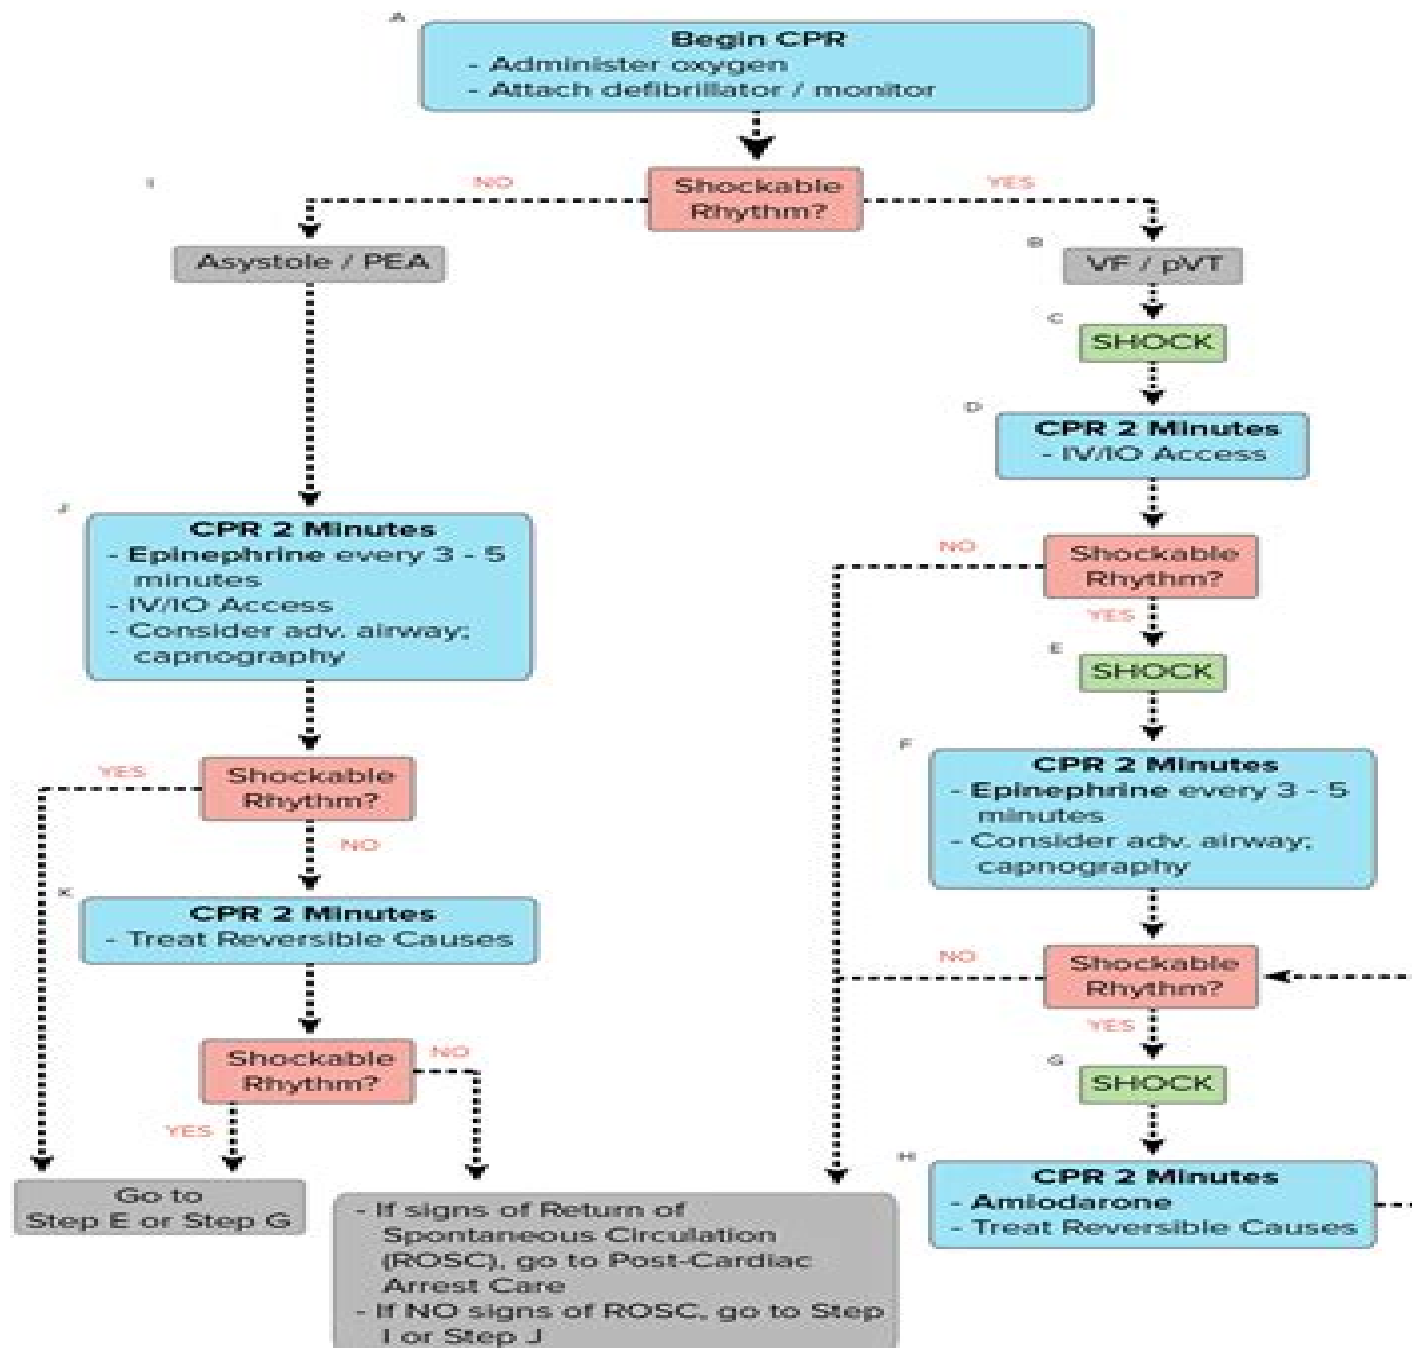 A
Begin CPR
- Administer oxygen
- Attach defibrillator / monitor
Shockable
Rhythm?
NO
YES
I
Asystole / PEA
B
VF / pVT
C
SHOCK
D
CPR 2 Minutes
- IV/IO Access
Shockable
Rhythm?
NO
YES
E
SHOCK
F
CPR 2 Minutes
- Epinephrine every 3 - 5
minutes
- Consider adv. airway;
capnography
Shockable
Rhythm?
NO
YES
G
SHOCK
H
CPR 2 Minutes
- Amiodarone
- Treat Reversible Causes
J
CPR 2 Minutes
- Epinephrine every 3 - 5
minutes
- IV/IO Access
- Consider adv. airway;
capnography
Shockable
Rhythm?
YES
NO
K
CPR 2 Minutes
- Treat Reversible Causes
Shockable
Rhythm?
NO
YES
Go to
Step E or Step G
- If signs of Return of
Spontaneous Circulation
(ROSC), go to Post-Cardiac
Arrest Care
- If NO signs of ROSC, go to Step
I or Step J